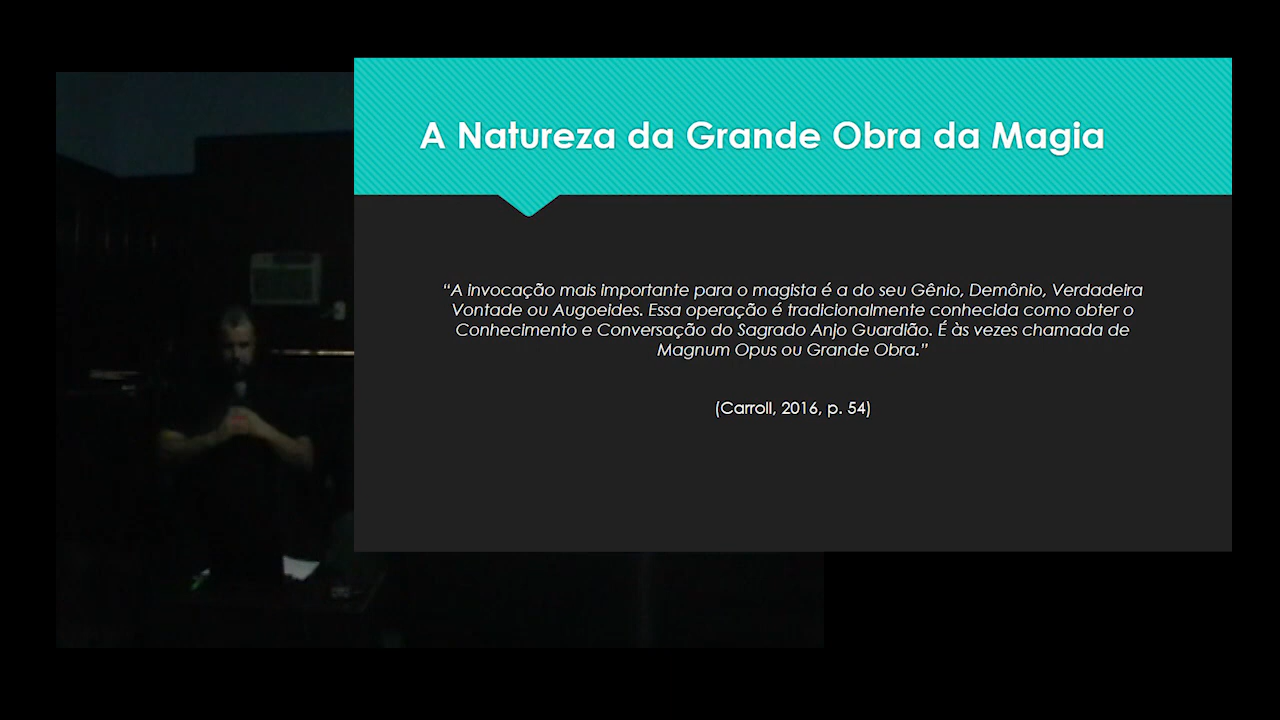 A Natureza da Grande Obra da Magia
“A invocação mais importante para o magista é a do seu Gênio, Demônio, Verdadeira
Vontade ou Augoeides. Essa operação é tradicionalmente conhecida como obter o
Conhecimento e Conversação do Sagrado Anjo Guardião. É às vezes chamada de
Magnum Opus ou Grande Obra.”
(Carroll, 2016, p. 54)